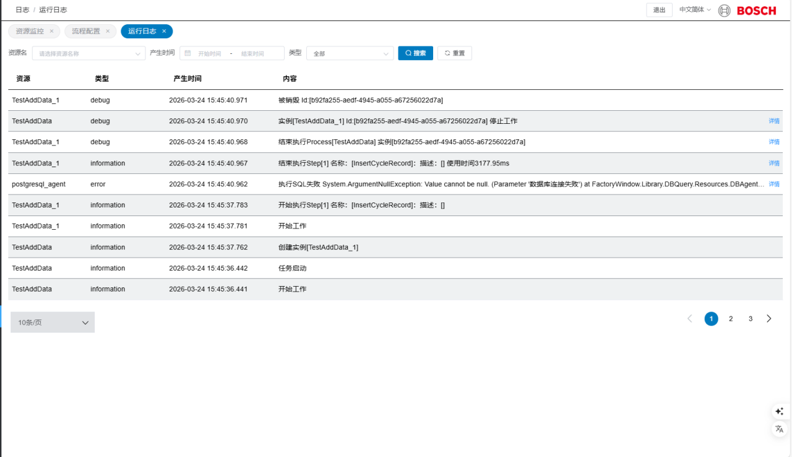 日志 / 运行日志
退出 中文简体 BOSCH
资源监控 × 流程配置 × 运行日志 ×
资源名 请选择资源名称 产生时间 开始时间 - 结束时间 类型 全部 搜索 重置
资源 类型 产生时间 内容
TestAddData_1 debug 2026-03-24 15:45:40.971 被销毁 Id:[b92fa255-aedf-4945-a055-a67256022d7a]
TestAddData debug 2026-03-24 15:45:40.970 实例[TestAddData_1] Id:[b92fa255-aedf-4945-a055-a67256022d7a] 停止工作 详情
TestAddData_1 debug 2026-03-24 15:45:40.968 结束执行Process[TestAddData] 实例[b92fa255-aedf-4945-a055-a67256022d7a] 详情
TestAddData_1 information 2026-03-24 15:45:40.967 结束执行Step[1] 名称：[InsertCycleRecord]：描述：[] 使用时间3177.95ms 详情
postgresql_agent error 2026-03-24 15:45:40.962 执行SQL失败 System.ArgumentNullException: Value cannot be null. (Parameter '数据库连接失败') at FactoryWindow.Library.DBQuery.Resources.DBAgent... 详情
TestAddData_1 information 2026-03-24 15:45:37.783 开始执行Step[1] 名称：[InsertCycleRecord]：描述：[]
TestAddData_1 information 2026-03-24 15:45:37.781 开始工作
TestAddData information 2026-03-24 15:45:37.762 创建实例[TestAddData_1]
TestAddData information 2026-03-24 15:45:36.442 任务启动
TestAddData information 2026-03-24 15:45:36.441 开始工作
10条/页 1 2 3